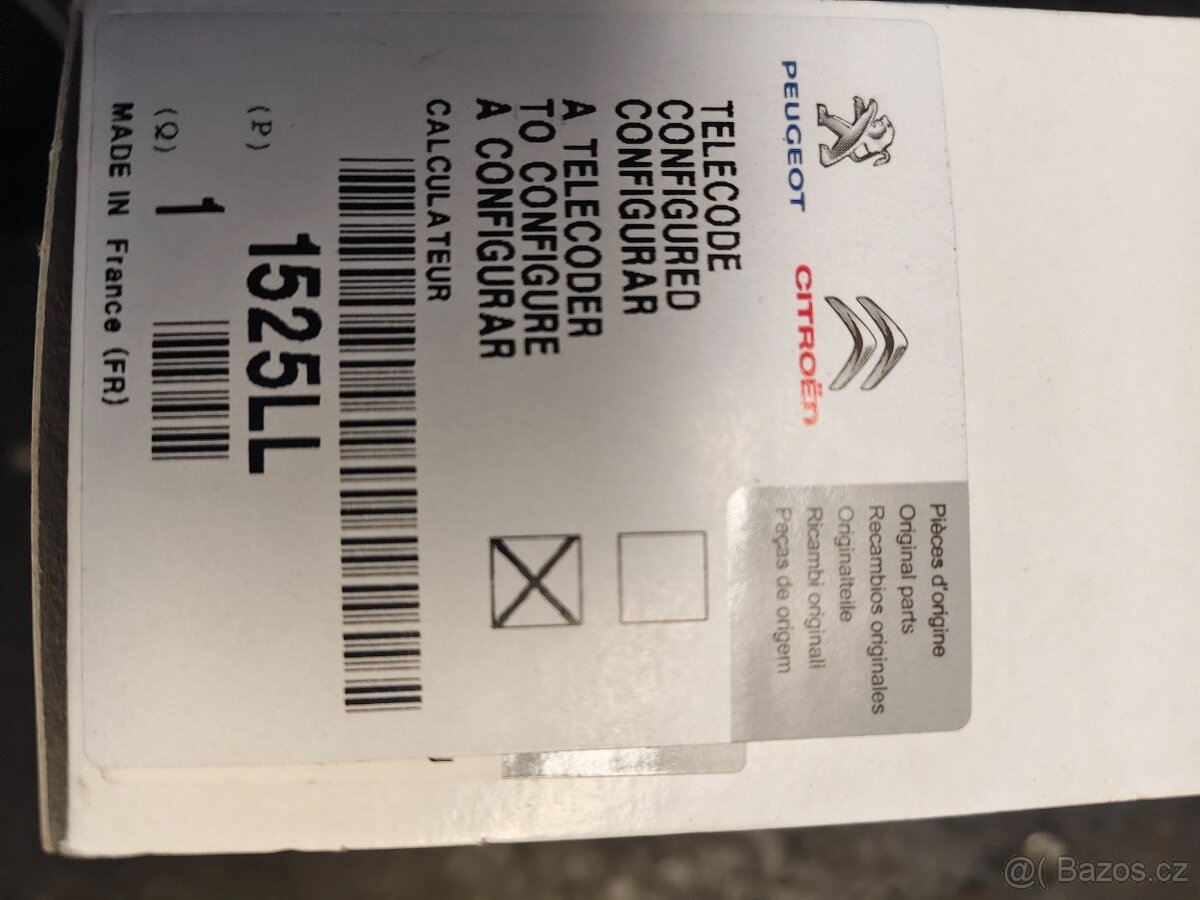 PEUGEOT
CITROËN
Pièces d'origine
Original parts
Recambios originales
Originalteile
Ricambi originali
Peças de origem
TELECODE
CONFIGURED
CONFIGURAR
A TELECODER
TO CONFIGURE
A CONFIGURAR
CALCULATEUR
(P) 1525LL
(Q) 1
MADE IN France (FR)
@( Bazos.cz